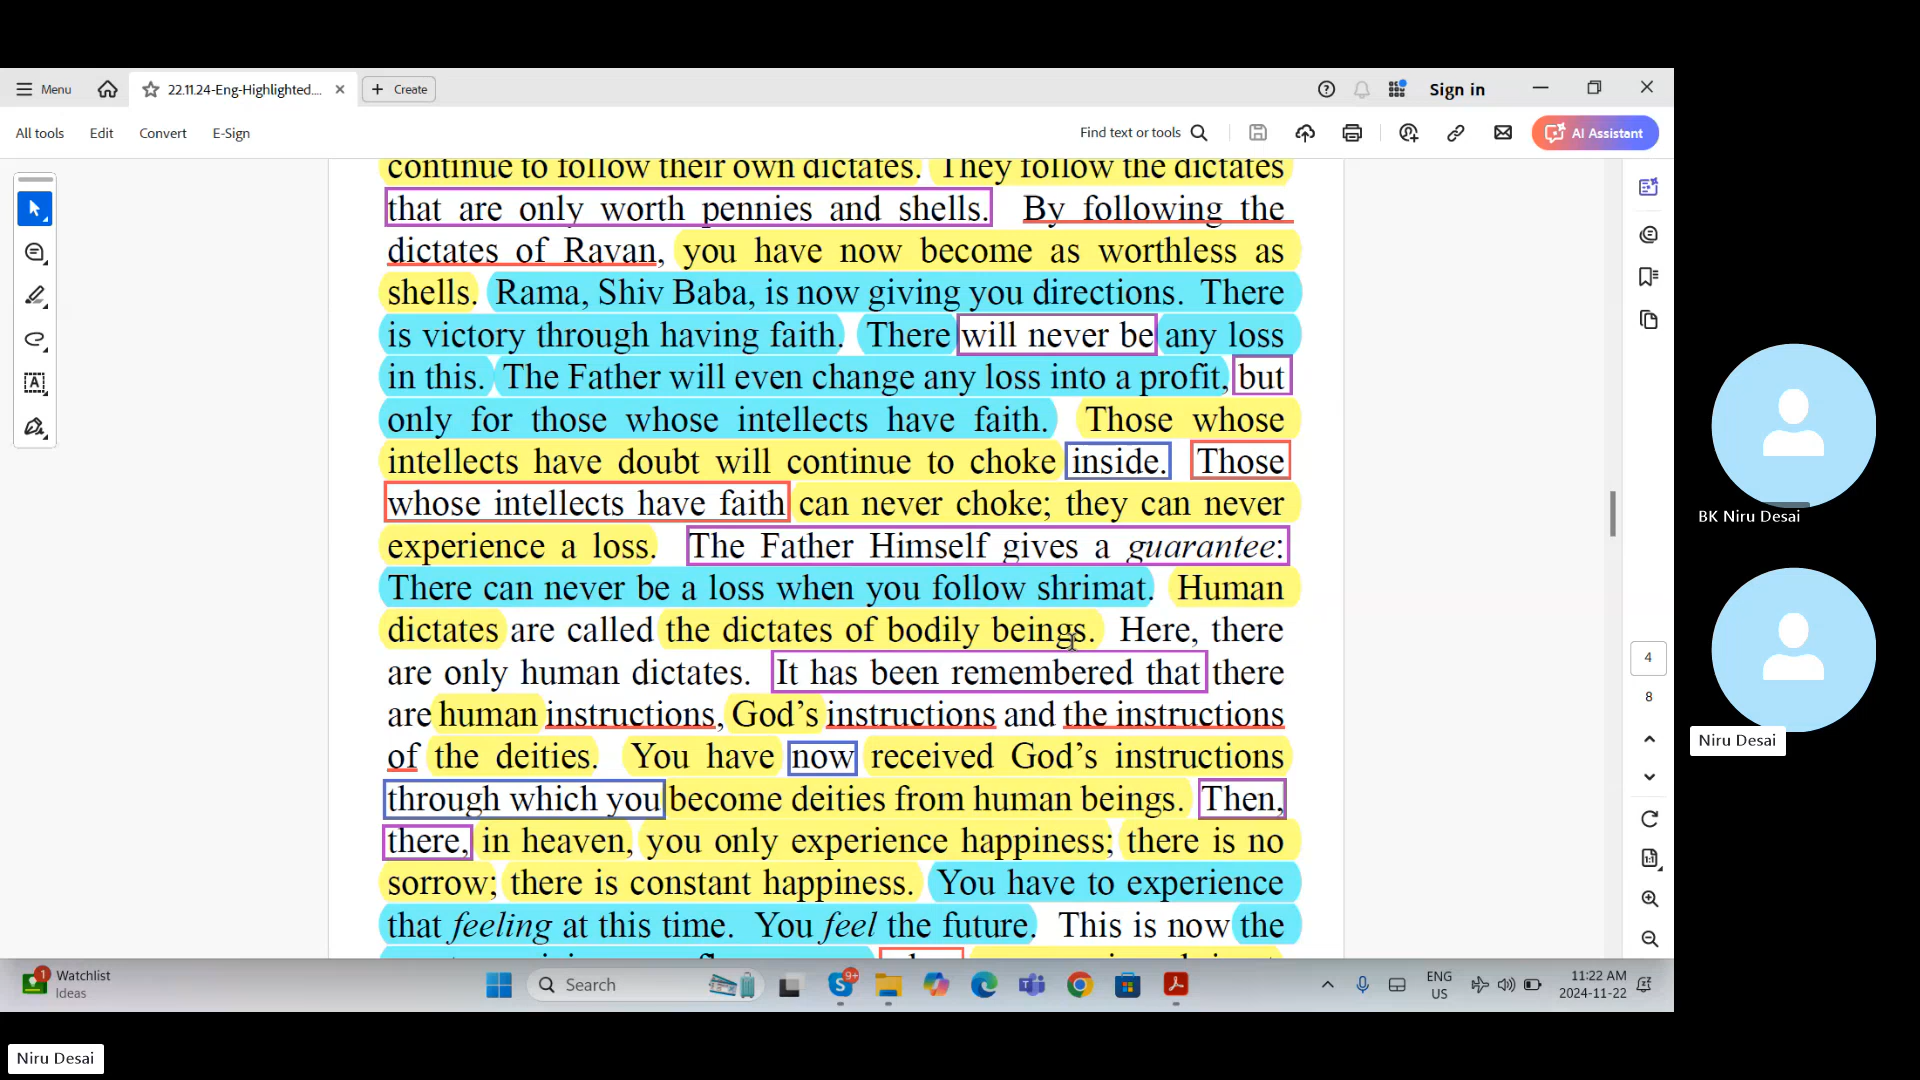 Menu
22.11.24-Eng-Highlighted....
Create
Sign in
All tools
Edit
Convert
E-Sign
Find text or tools
AI Assistant
continue to follow their own dictates. They follow the dictates
that are only worth pennies and shells. By following the
dictates of Ravan, you have now become as worthless as
shells. Rama, Shiv Baba, is now giving you directions. There
is victory through having faith. There will never be any loss
in this. The Father will even change any loss into a profit, but
only for those whose intellects have faith. Those whose
intellects have doubt will continue to choke inside. Those
whose intellects have faith can never choke; they can never
experience a loss. The Father Himself gives a guarantee:
There can never be a loss when you follow shrimat. Human
dictates are called the dictates of bodily beings. Here, there
are only human dictates. It has been remembered that there
are human instructions, God's instructions and the instructions
of the deities. You have now received God's instructions
through which you become deities from human beings. Then,
there, in heaven, you only experience happiness; there is no
sorrow; there is constant happiness. You have to experience
that feeling at this time. You feel the future. This is now the
4
8
BK Niru Desai
Niru Desai
1
Watchlist
Ideas
Search
9+
ENG
US
11:22 AM
2024-11-22
Niru Desai